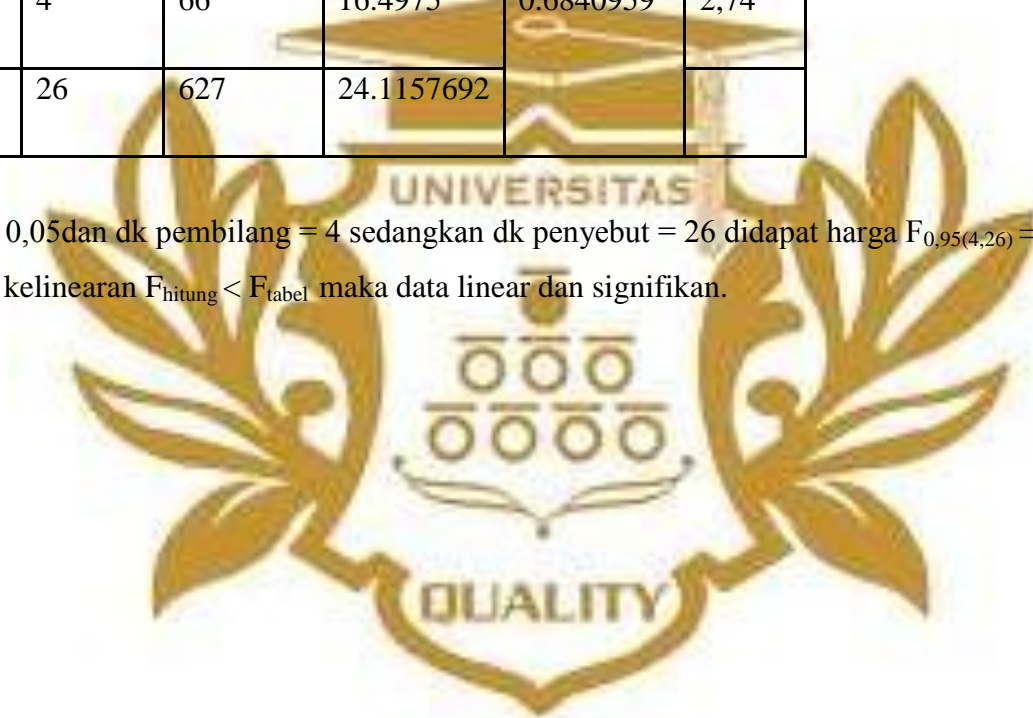 4 66 16.4975 0.6840959 2,74
26 627 24.1157692
UNIVERSITAS
0,05dan dk pembilang = 4 sedangkan dk penyebut = 26 didapat harga F0,95(4,26) =
kelinearan Fhitung < Ftabel maka data linear dan signifikan.
QUALITY